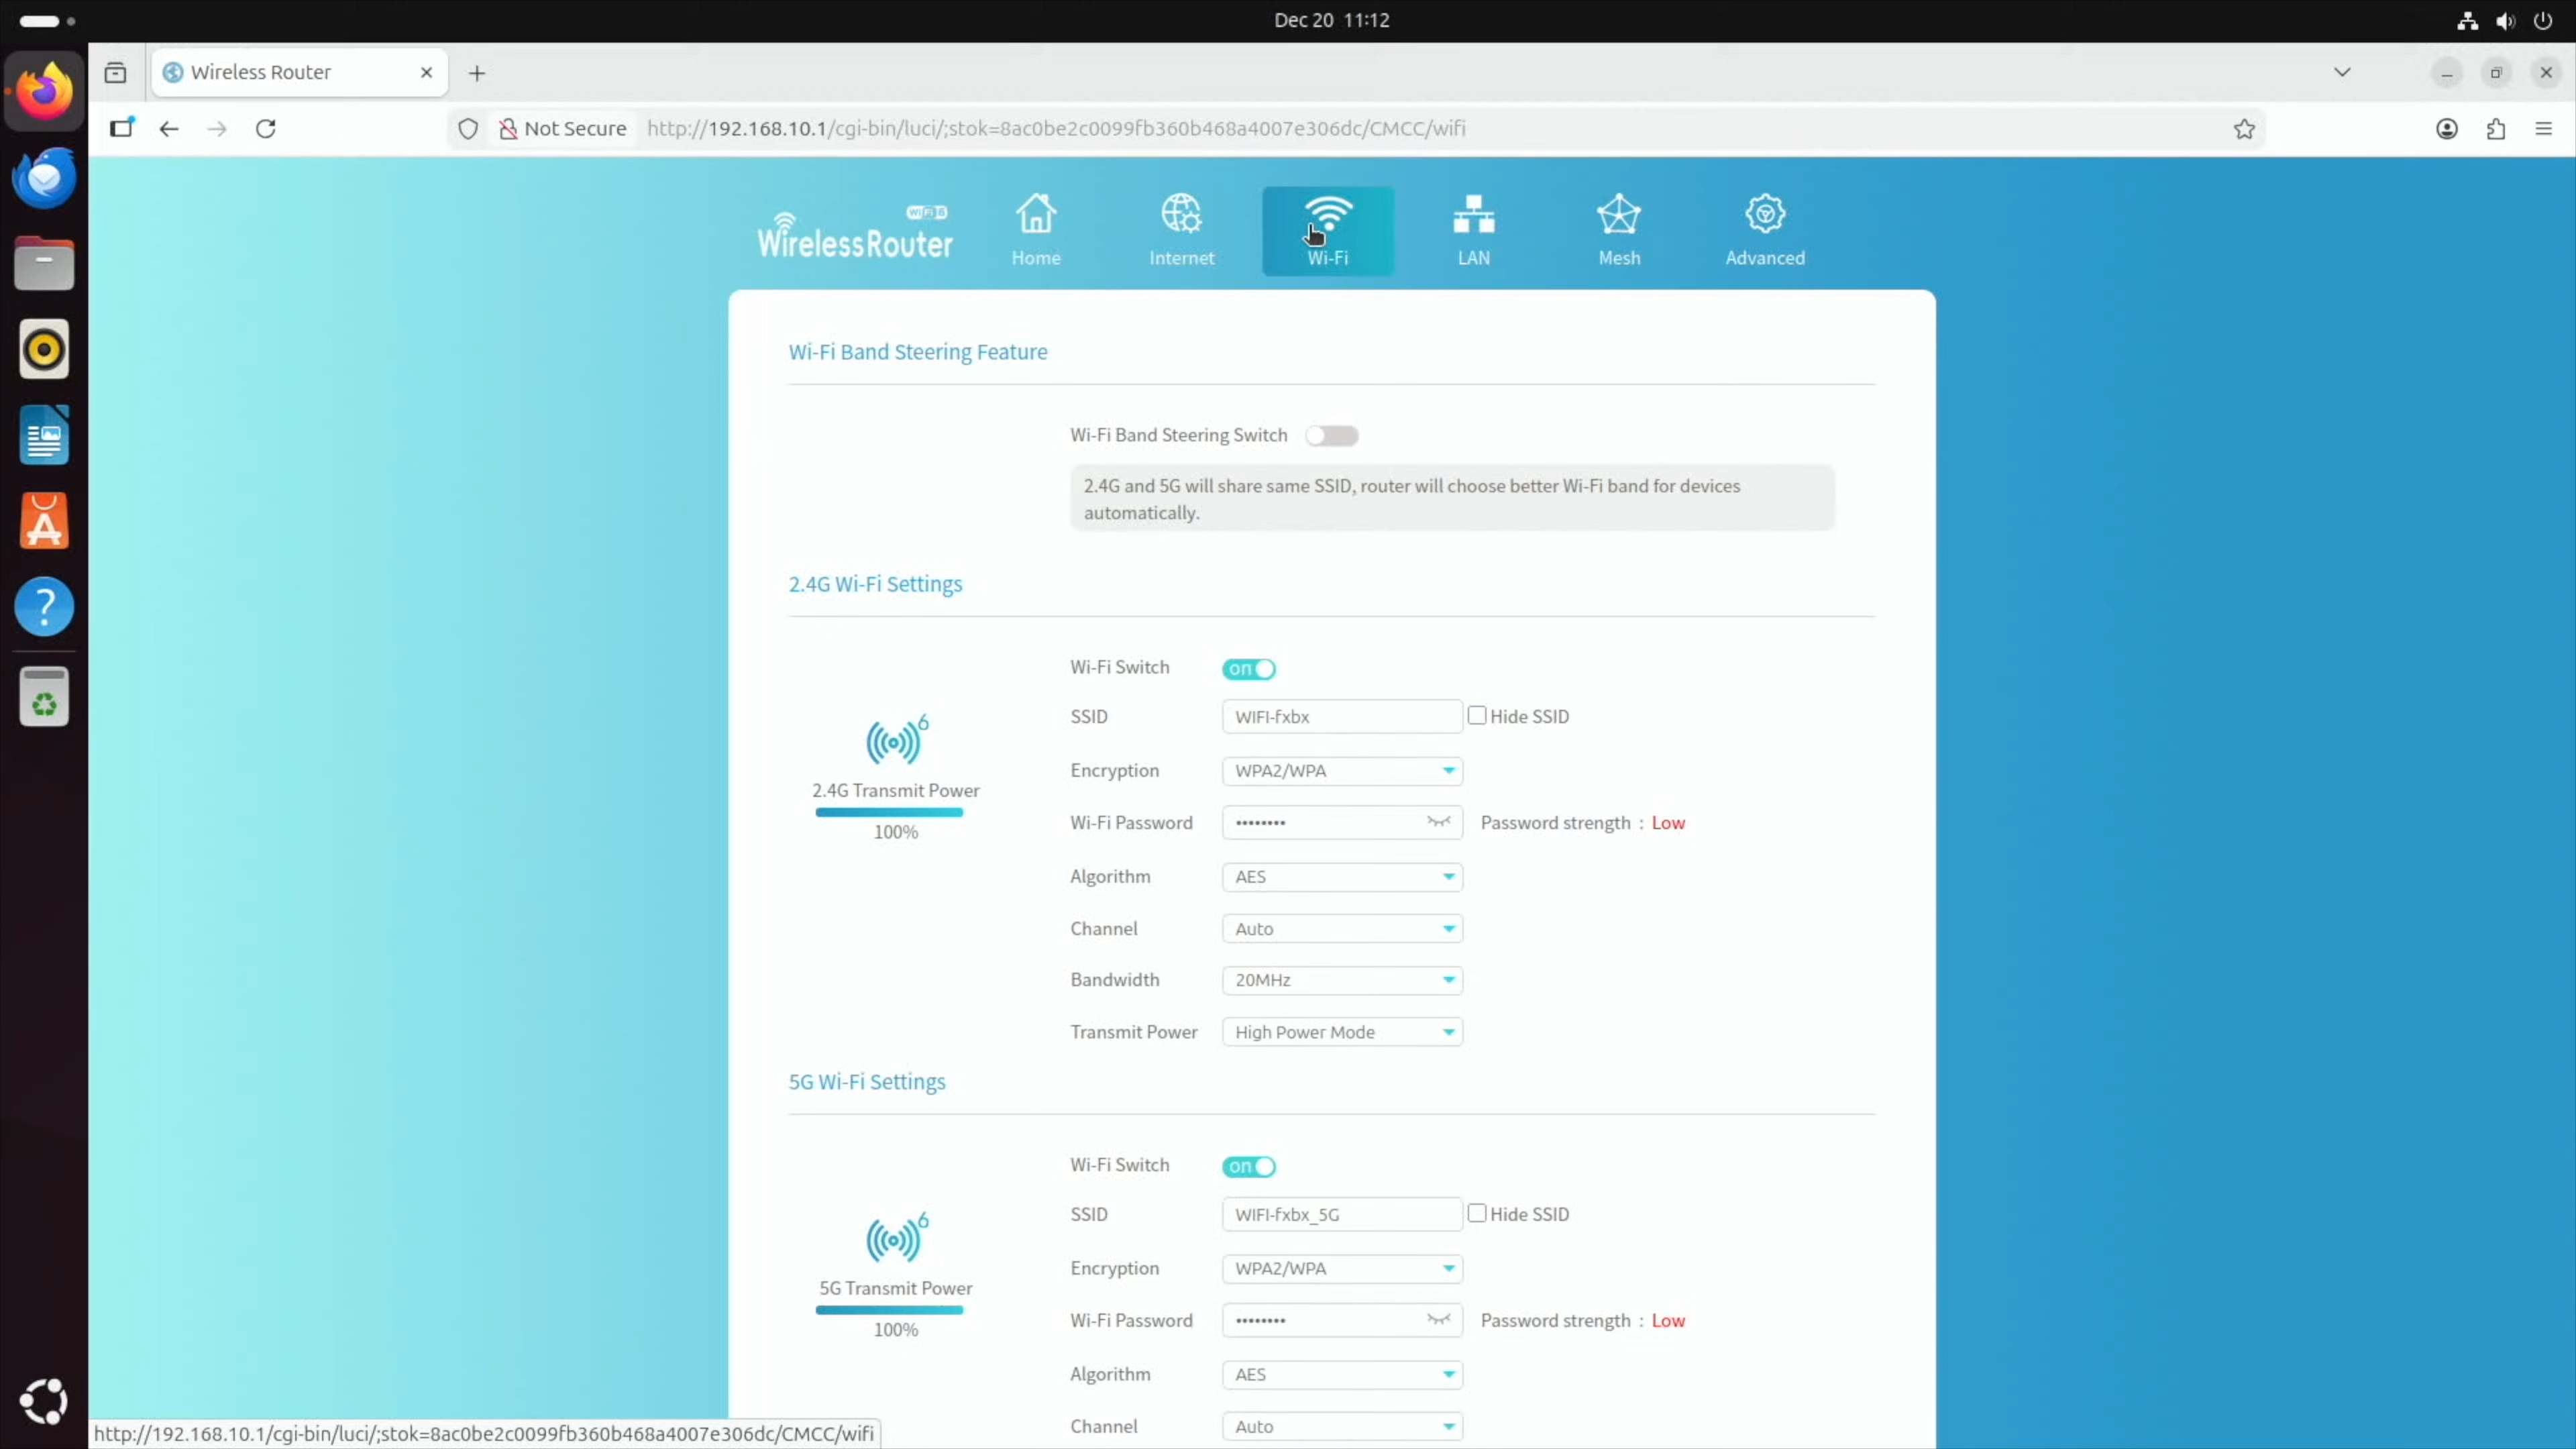 Dec 20 11:12
Wireless Router
Not Secure http://192.168.10.1/cgi-bin/luci/;stok=8ac0be2c0099fb360b468a4007e306dc/CMCC/wifi
WiFi 6
WirelessRouter
Home
Internet
Wi-Fi
LAN
Mesh
Advanced
Wi-Fi Band Steering Feature
Wi-Fi Band Steering Switch
2.4G and 5G will share same SSID, router will choose better Wi-Fi band for devices
automatically.
2.4G Wi-Fi Settings
Wi-Fi Switch on
SSID WIFI-fxbx Hide SSID
6
2.4G Transmit Power
100%
Encryption WPA2/WPA
Wi-Fi Password •••••••• Password strength : Low
Algorithm AES
Channel Auto
Bandwidth 20MHz
Transmit Power High Power Mode
5G Wi-Fi Settings
Wi-Fi Switch on
SSID WIFI-fxbx_5G Hide SSID
6
5G Transmit Power
100%
Encryption WPA2/WPA
Wi-Fi Password •••••••• Password strength : Low
Algorithm AES
Channel Auto
http://192.168.10.1/cgi-bin/luci/;stok=8ac0be2c0099fb360b468a4007e306dc/CMCC/wifi